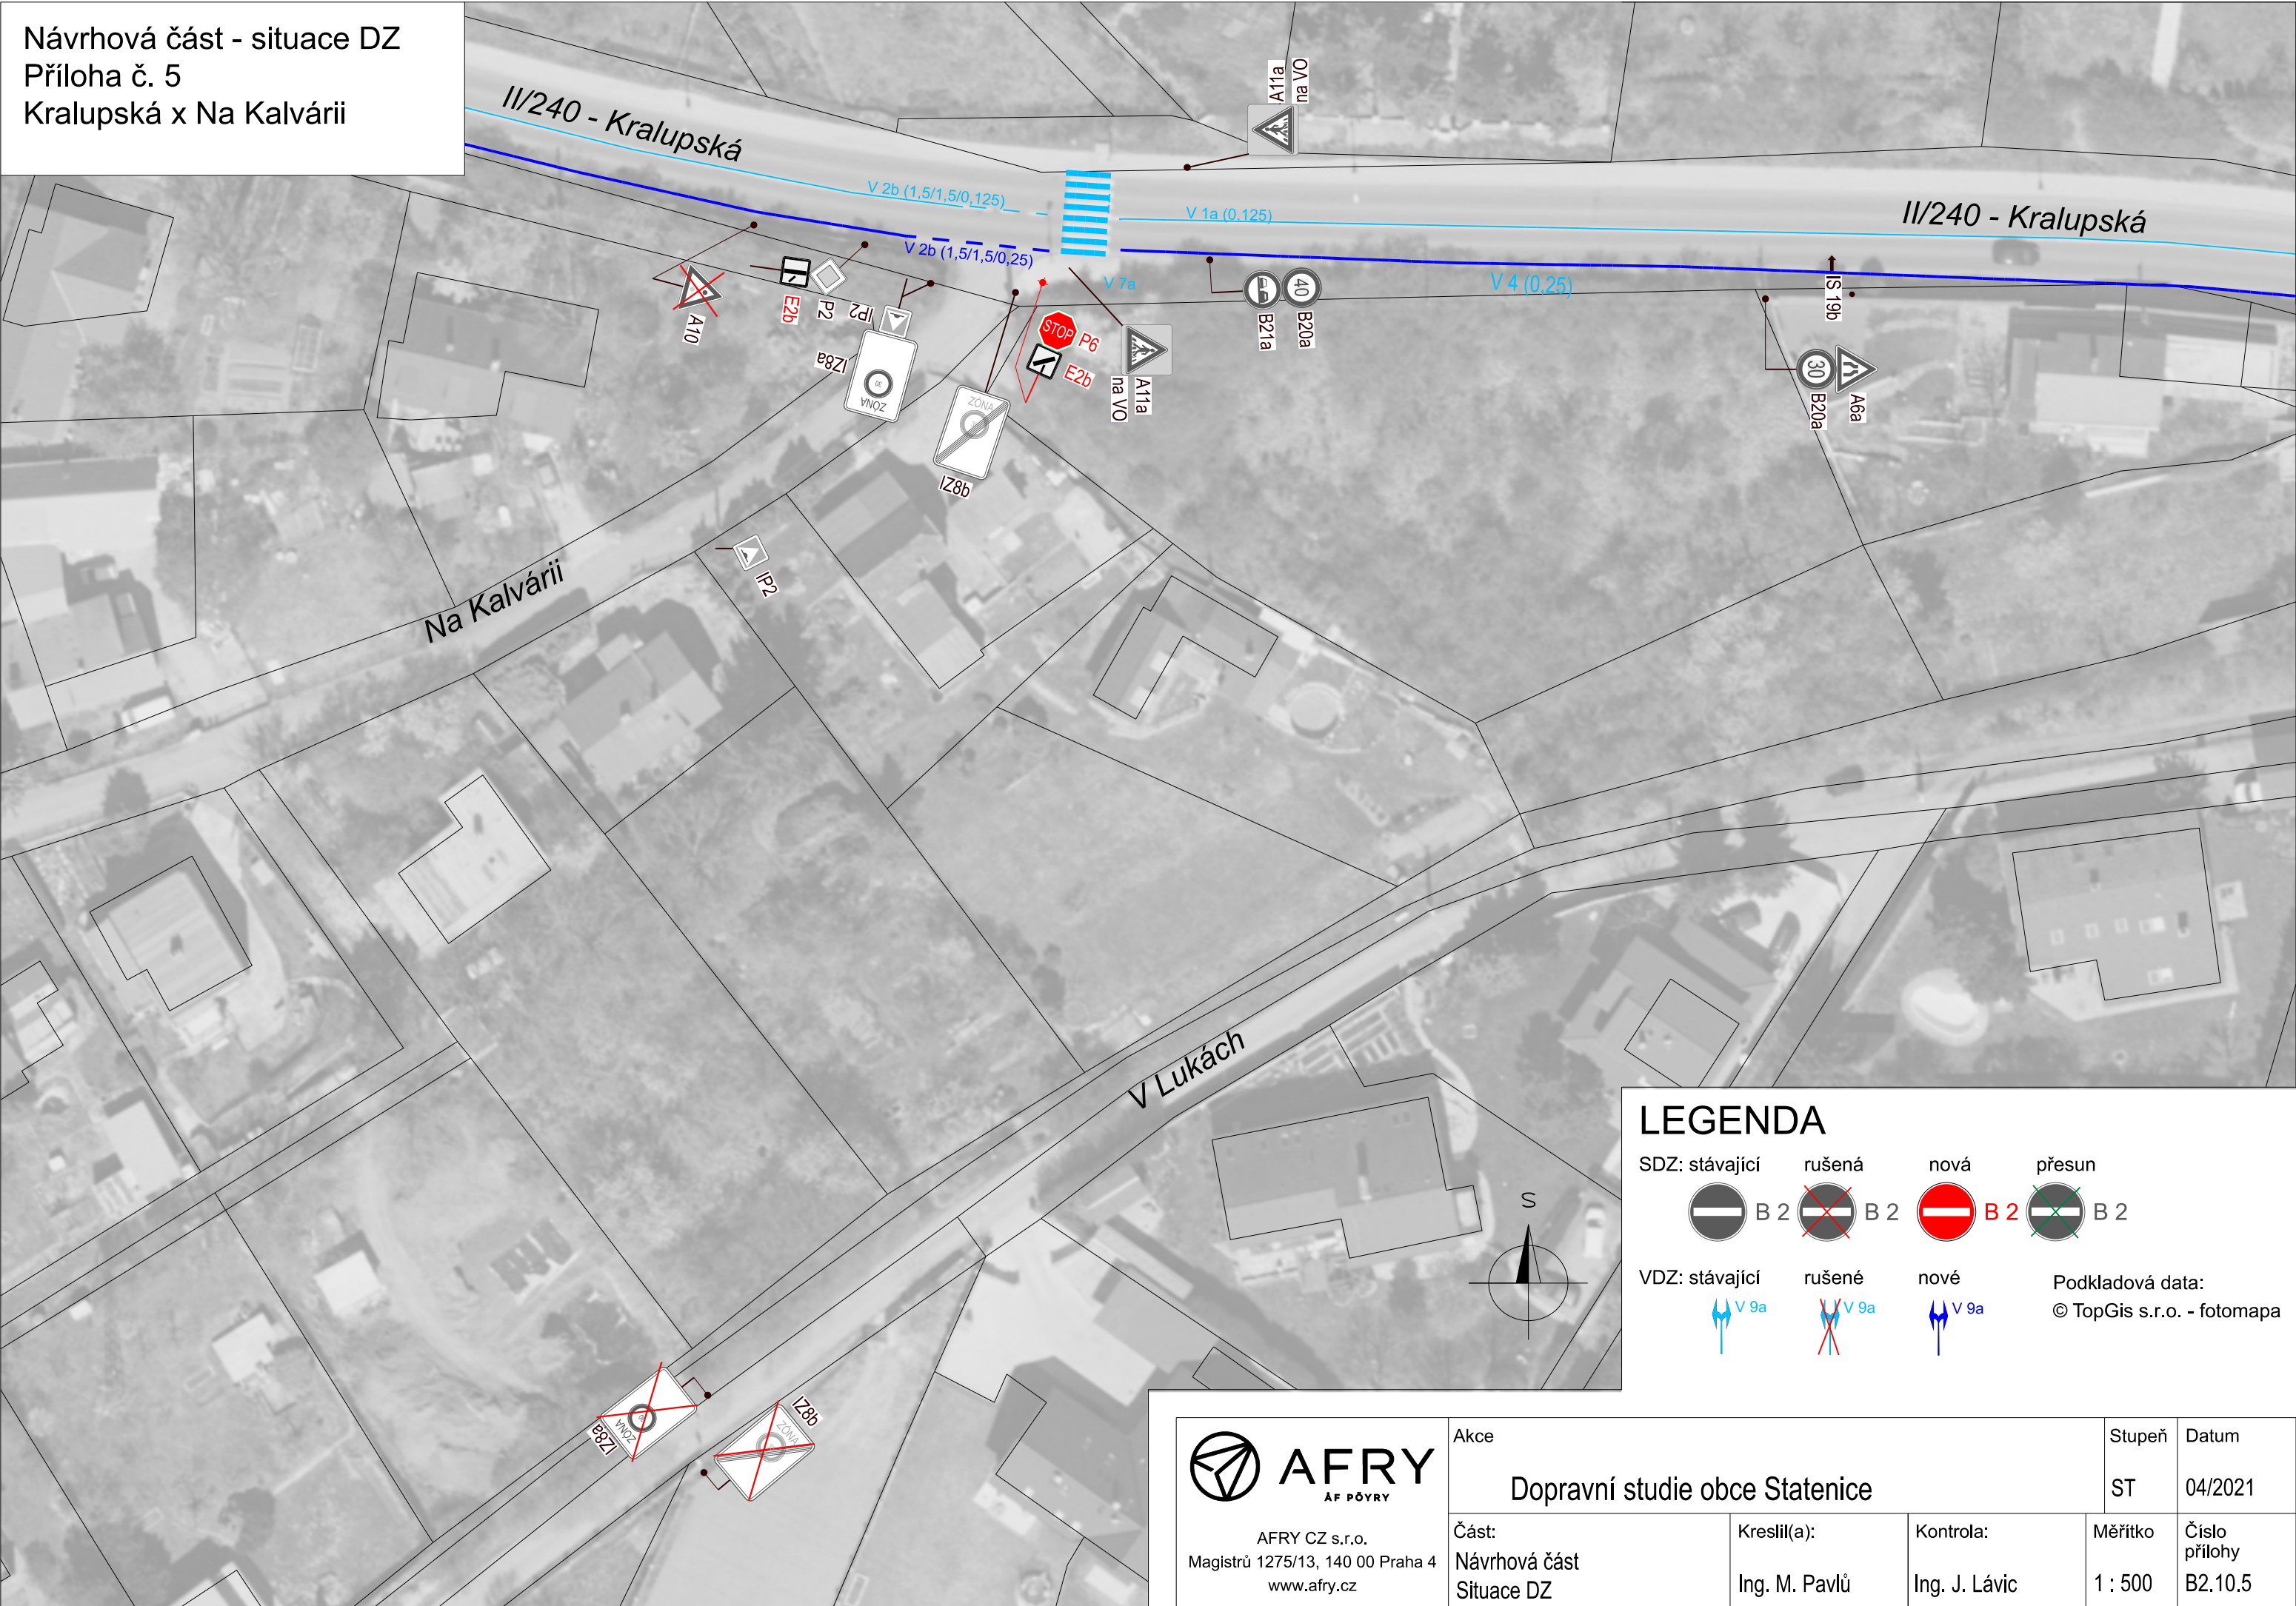 Návrhová část - situace DZ
Příloha č. 5
Kralupská x Na Kalvárii
II/240 - Kralupská
A11a
na VO
V 2b (1,5/1,5/0,125)
V 1a (0,125)
II/240 - Kralupská
V 2b (1,5/1,5/0,25)
V 7a
V 4 (0,25)
IS 19b
A10
E2b
P2
IP2
IZ8a
30
ZÓNA
STOP
P6
E2b
A11a
na VO
B21a
40
B20a
30
B20a
A6a
ZÓNA
IZ8b
IP2
Na Kalvárii
V Lukách
IZ8a
ZÓNA
IZ8b
ZÓNA
S
LEGENDA
SDZ: stávající rušená nová přesun
B 2 B 2 B 2 B 2
VDZ: stávající rušené nové
V 9a V 9a V 9a
Podkladová data:
© TopGis s.r.o. - fotomapa
AFRY
ÅF PÖYRY
AFRY CZ s.r.o.
Magistrů 1275/13, 140 00 Praha 4
www.afry.cz
Akce
Dopravní studie obce Statenice
Stupeň
ST
Datum
04/2021
Část:
Návrhová část
Situace DZ
Kreslil(a):
Ing. M. Pavlů
Kontrola:
Ing. J. Lávic
Měřítko
1 : 500
Číslo
přílohy
B2.10.5